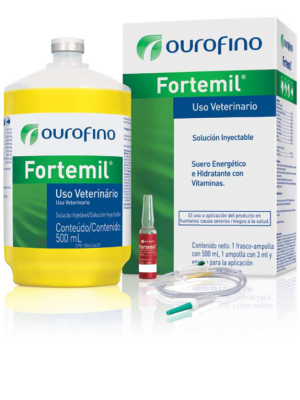 ourofino
Fortemil®
Uso Veterinario
Solución Inyectable
Suero Energético
e Hidratante con
Vitaminas.
El uso o aplicación del producto en
humanos cause severos riesgos a la salud.
Contenido neto: 1 frasco-ampolla
con 500 mL, 1 ampolla con 3 ml y
para la aplicación
ourofino
Fortemil®
Uso Veterinário
Uso Veterinario
Solução Injetável/Solución Inyectable
Conteúdo/Contenido:
500 mL
Fortemil